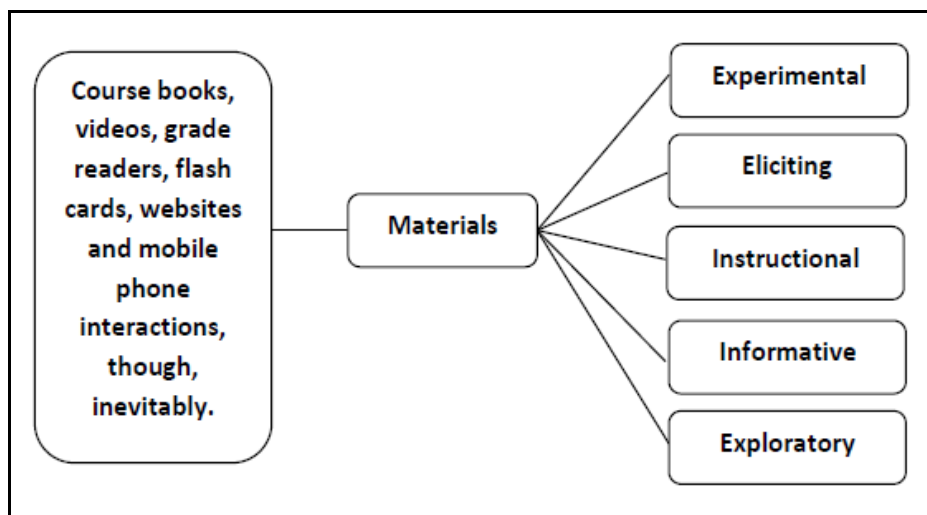 Course books,
videos, grade
readers, flash
cards, websites
and mobile
phone
interactions,
though,
inevitably.
Materials
Experimental
Eliciting
Instructional
Informative
Exploratory